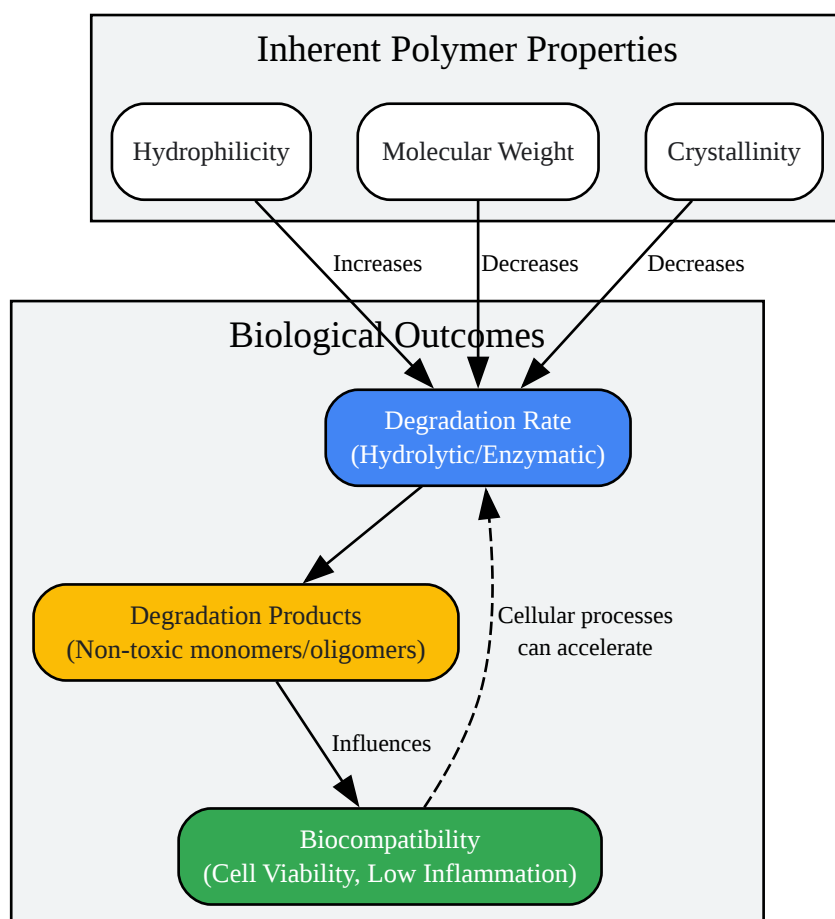 Inherent Polymer Properties
Hydrophilicity
Molecular Weight
Crystallinity
Increases
Decreases
Decreases
Biological Outcomes
Degradation Rate
(Hydrolytic/Enzymatic)
Degradation Products
(Non-toxic monomers/oligomers)
Cellular processes
can accelerate
Influences
Biocompatibility
(Cell Viability, Low Inflammation)